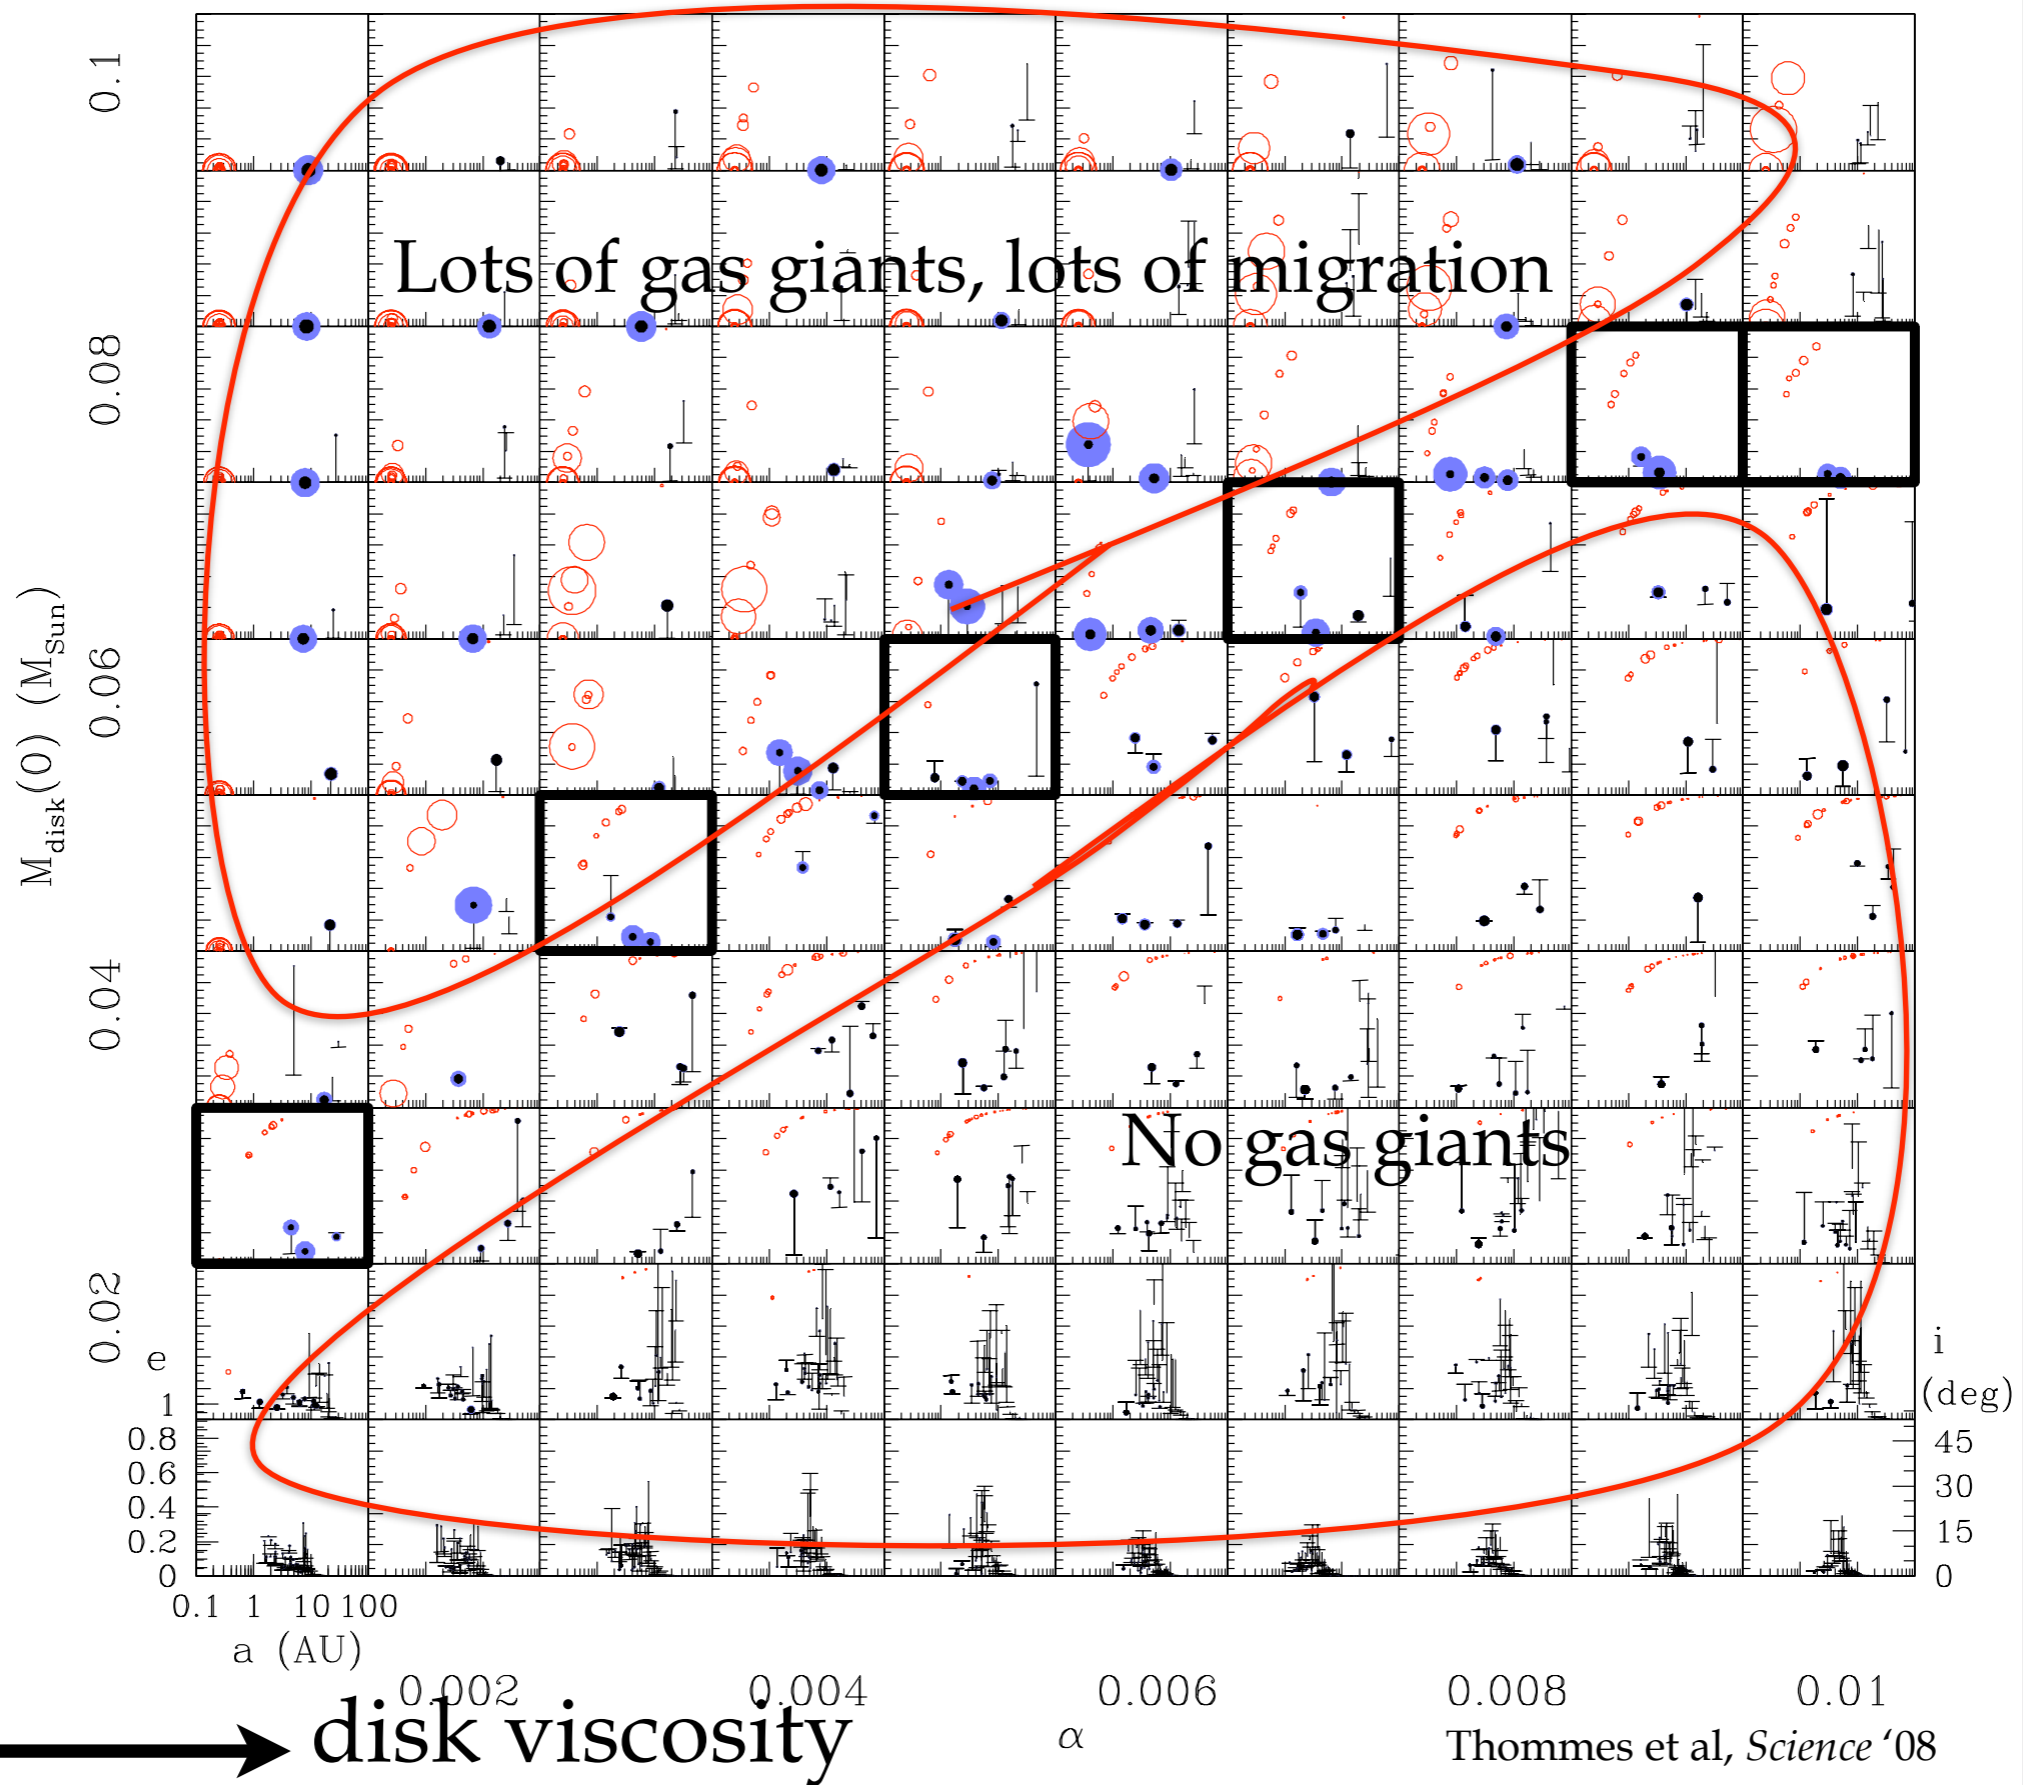 0.1
Lots of gas giants, lots of migration
0.08
M_disk(0) (M_Sun)
0.06
0.04
No gas giants
0.02
e
i
(deg)
1
0.8
0.6
0.4
0.2
0
45
30
15
0
0.1 1 10 100
a (AU)
0.002 0.004 0.006 0.008 0.01
disk viscosity
α
Thommes et al, Science ‘08